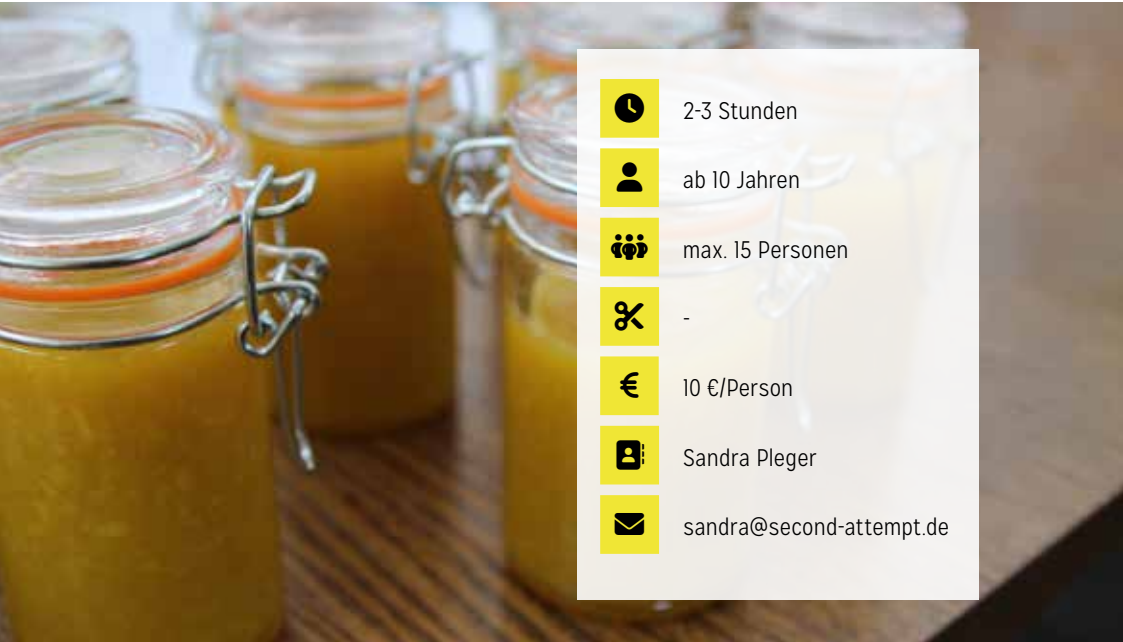 2-3 Stunden
ab 10 Jahren
max. 15 Personen
-
€ 10 €/Person
Sandra Pleger
sandra@second-attempt.de